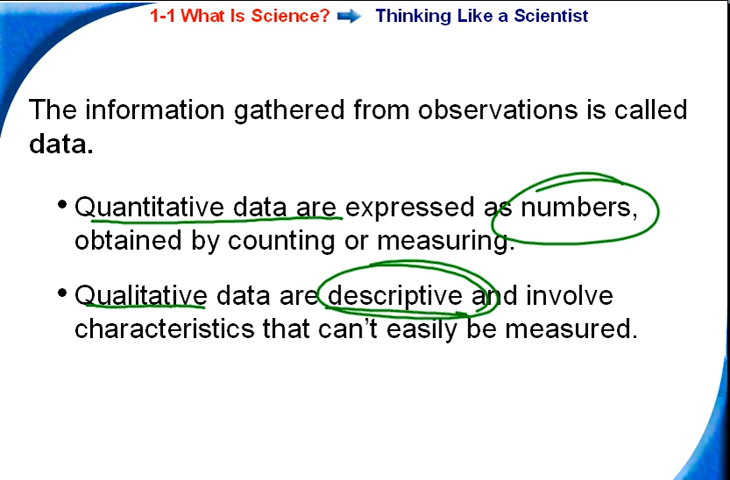 1-1 What Is Science? Thinking Like a Scientist
The information gathered from observations is called
data.
• Quantitative data are expressed as numbers,
obtained by counting or measuring.
• Qualitative data are descriptive and involve
characteristics that can't easily be measured.